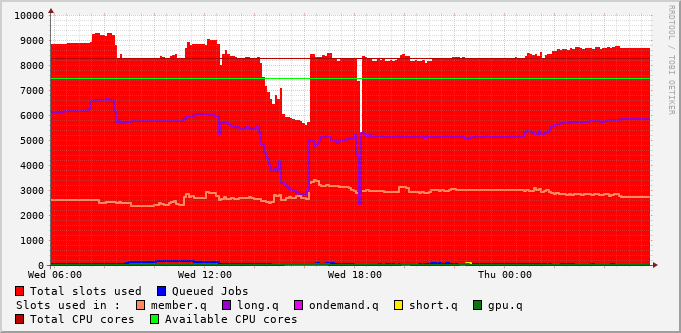 10000
9000
8000
7000
6000
5000
4000
3000
2000
1000
0
Wed 06:00 Wed 12:00 Wed 18:00 Thu 00:00
Total slots used Queued Jobs
Slots used in : member.q long.q ondemand.q short.q gpu.q
Total CPU cores Available CPU cores
RRDTOOL / TOBI OETIKER